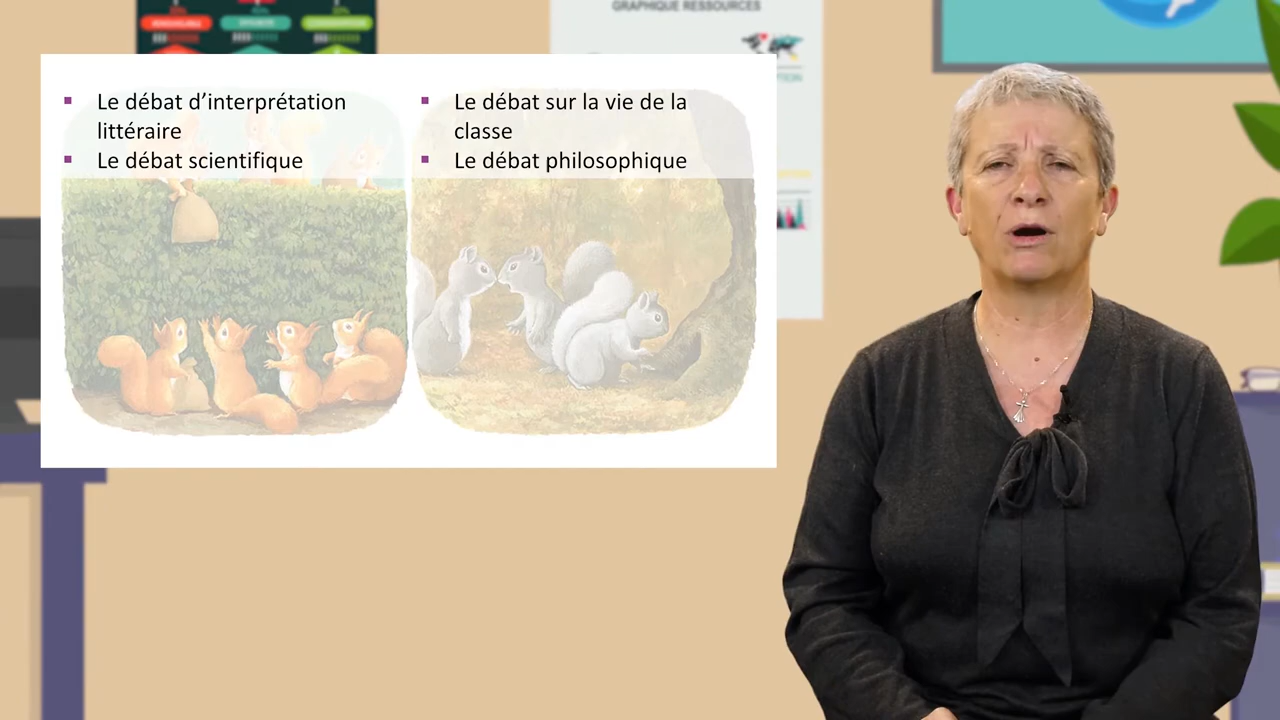 GRAPHIQUE RESSOURCES
▪ Le débat d’interprétation
littéraire
▪ Le débat scientifique
▪ Le débat sur la vie de la
classe
▪ Le débat philosophique